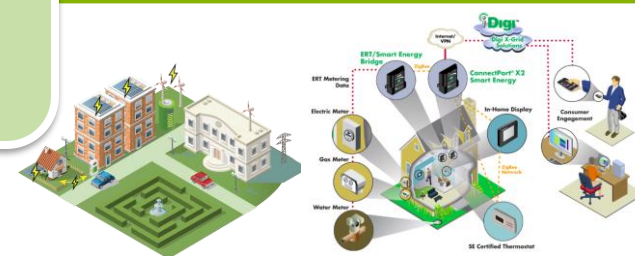 iDigi™
Digi X-Grid
Solutions
Internet/
VPN
ERT/Smart Energy
Bridge
ZigBee
ConnectPort® X2
Smart Energy
ERT Metering
Data
Electric Meter
In-Home Display
Consumer
Engagement
Gas Meter
ZigBee
Network
Water Meter
SE Certified Thermostat